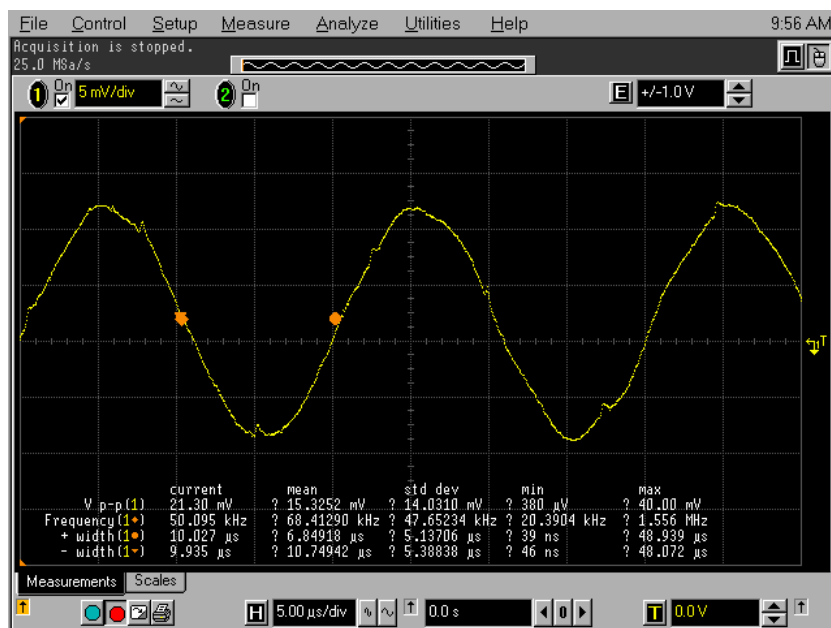 File Control Setup Measure Analyze Utilities Help 9:56 AM
Acquisition is stopped.
25.0 MSa/s
1 On 5 mV/div 2 On E +/-1.0 V
T
current mean std dev min max
V p-p(1) 21.30 mV ? 15.3252 mV ? 14.0310 mV ? 380 µV ? 40.00 mV
Frequency(1) 50.095 kHz ? 68.41290 kHz ? 47.65234 kHz ? 20.3904 kHz ? 1.556 MHz
+ width(1) 10.027 µs ? 6.84918 µs ? 5.13706 µs ? 39 ns ? 48.939 µs
- width(1) 9.935 µs ? 10.74942 µs ? 5.38838 µs ? 46 ns ? 48.072 µs
Measurements Scales
H 5.00 µs/div 0.0 s 0 T 0.0 V